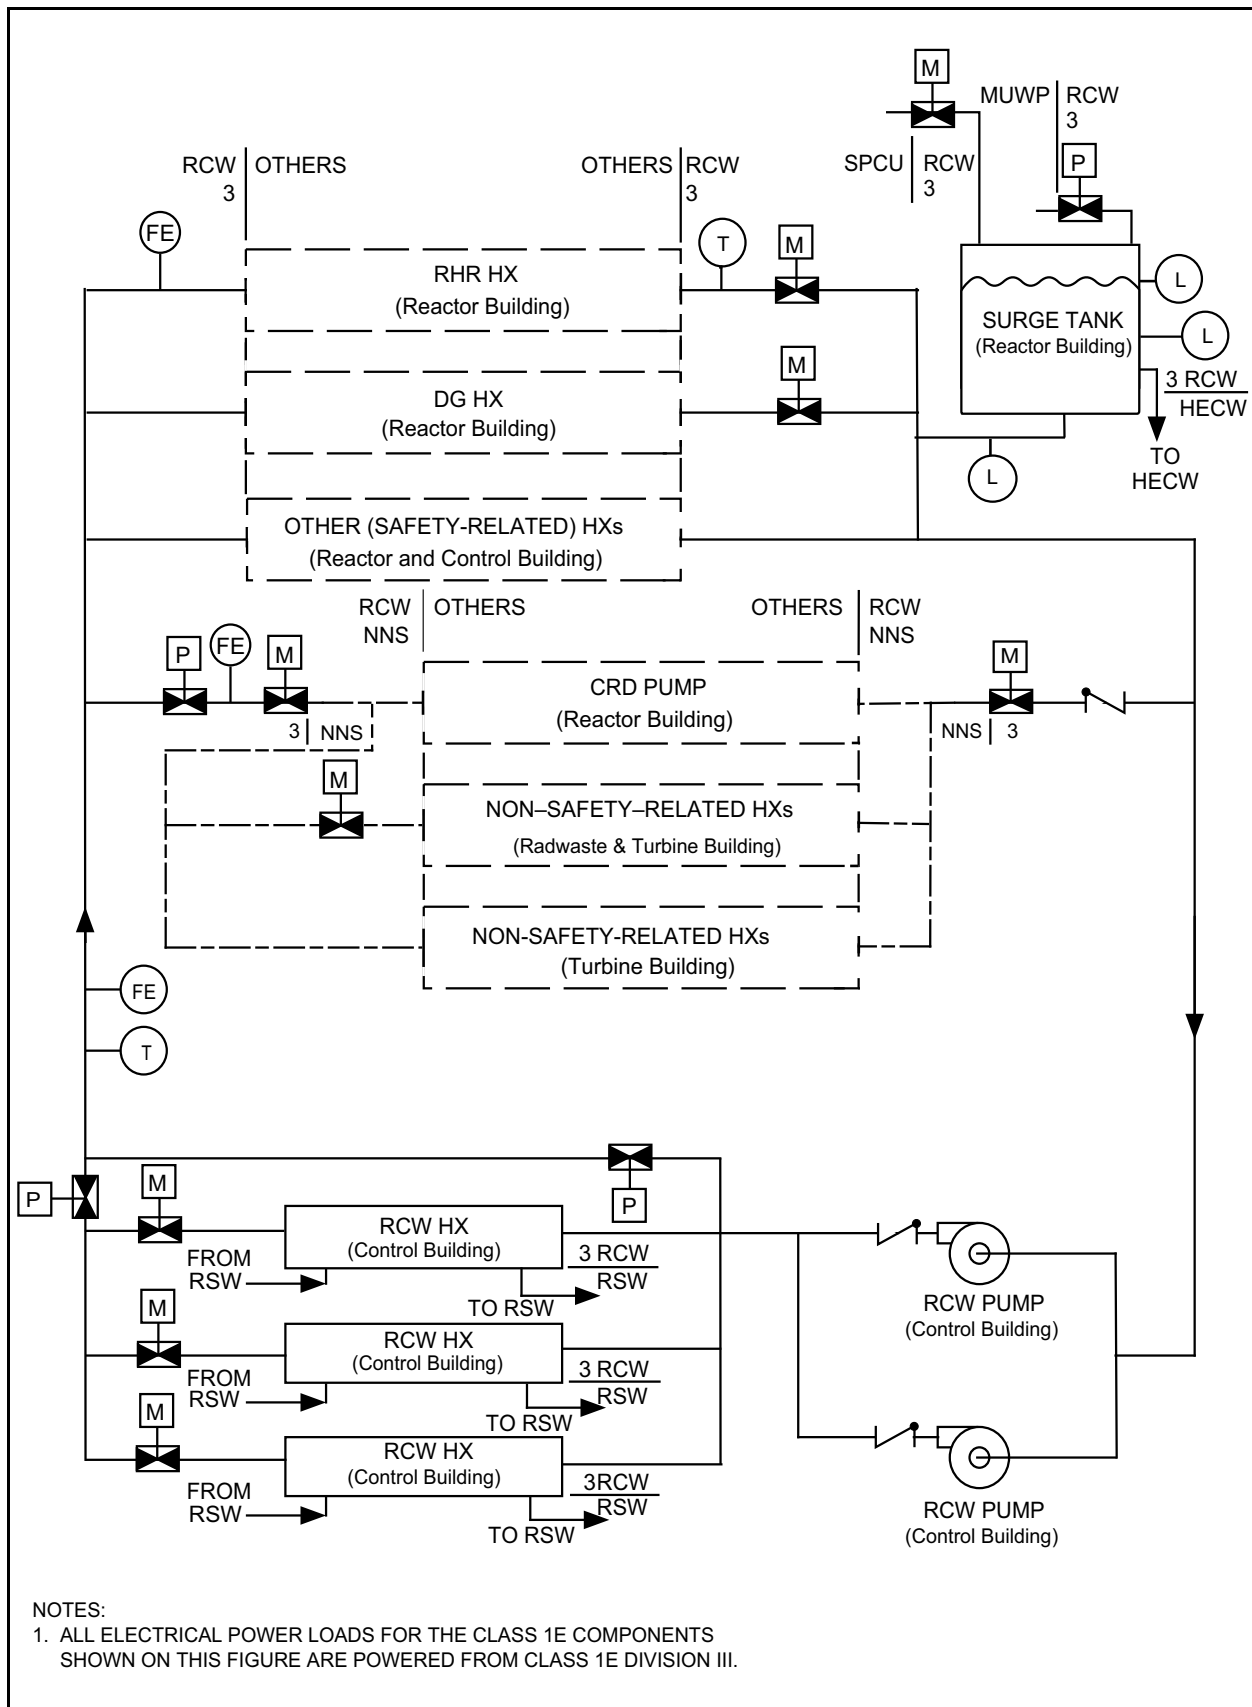 M
MUWP RCW
3
P
SPCU RCW
3
RCW OTHERS
3
OTHERS RCW
3
FE
RHR HX
(Reactor Building)
T
M
SURGE TANK
(Reactor Building)
L
L
3 RCW
HECW
TO
HECW
L
DG HX
(Reactor Building)
M
OTHER (SAFETY-RELATED) HXs
(Reactor and Control Building)
RCW OTHERS
NNS
OTHERS RCW
NNS
P
FE
M
3 NNS
CRD PUMP
(Reactor Building)
M
NNS 3
M
NON–SAFETY–RELATED HXs
(Radwaste & Turbine Building)
NON-SAFETY-RELATED HXs
(Turbine Building)
FE
T
P
P
M
RCW HX
(Control Building)
FROM
RSW
3 RCW
RSW
TO RSW
M
RCW HX
(Control Building)
FROM
RSW
3 RCW
RSW
TO RSW
M
RCW HX
(Control Building)
FROM
RSW
3RCW
RSW
TO RSW
RCW PUMP
(Control Building)
RCW PUMP
(Control Building)
NOTES:
1. ALL ELECTRICAL POWER LOADS FOR THE CLASS 1E COMPONENTS
SHOWN ON THIS FIGURE ARE POWERED FROM CLASS 1E DIVISION III.